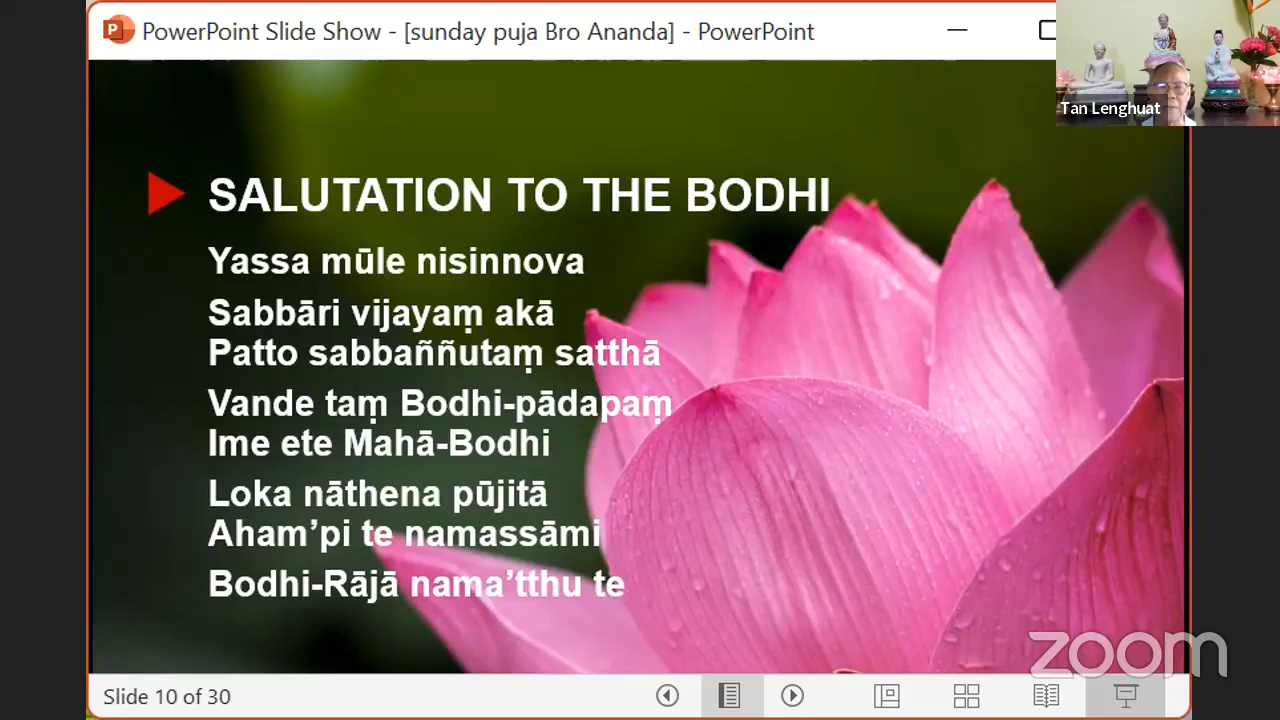 PowerPoint Slide Show - [sunday puja Bro Ananda] - PowerPoint
Tan Lenghuat
SALUTATION TO THE BODHI
Yassa mūle nisinnova
Sabbāri vijayaṃ akā
Patto sabbaññutaṃ satthā
Vande taṃ Bodhi-pādapaṃ
Ime ete Mahā-Bodhi
Loka nāthena pūjitā
Aham’pi te namassāmi
Bodhi-Rājā nama’tthu te
zoom
Slide 10 of 30